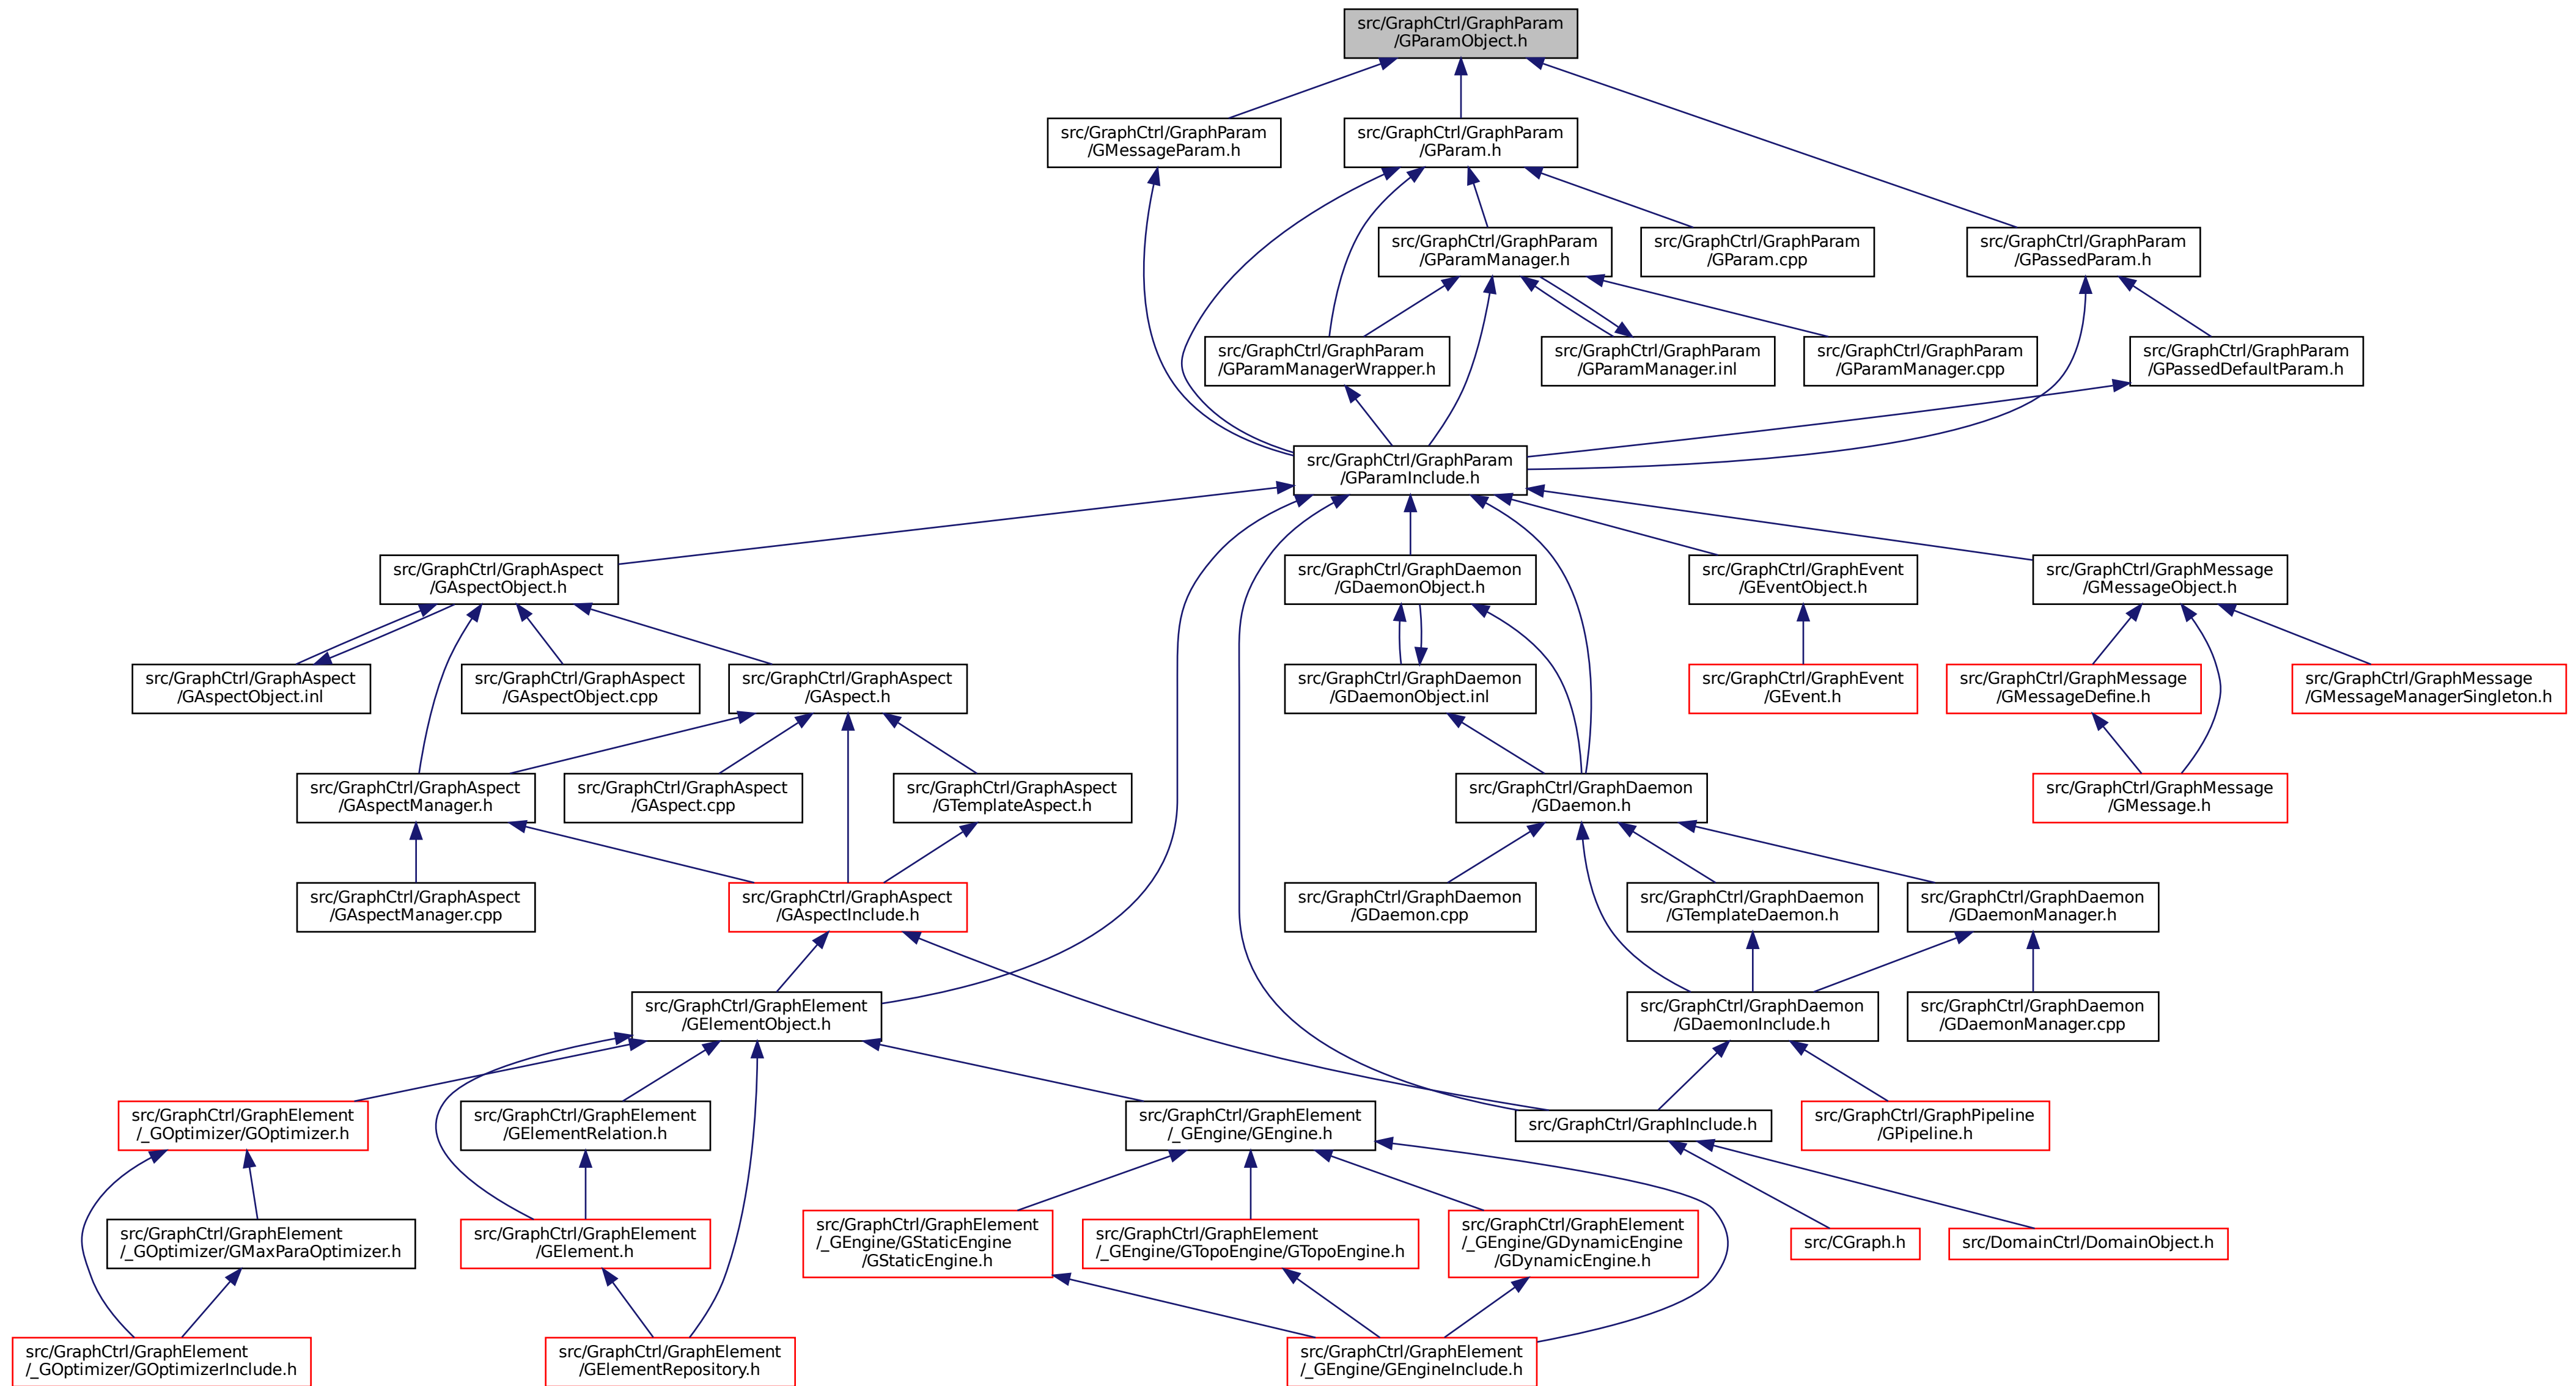 src/GraphCtrl/GraphParam
/GParamObject.h
src/GraphCtrl/GraphParam
/GMessageParam.h
src/GraphCtrl/GraphParam
/GParam.h
src/GraphCtrl/GraphParam
/GParamManager.h
src/GraphCtrl/GraphParam
/GParam.cpp
src/GraphCtrl/GraphParam
/GPassedParam.h
src/GraphCtrl/GraphParam
/GParamManagerWrapper.h
src/GraphCtrl/GraphParam
/GParamManager.inl
src/GraphCtrl/GraphParam
/GParamManager.cpp
src/GraphCtrl/GraphParam
/GPassedDefaultParam.h
src/GraphCtrl/GraphParam
/GParamInclude.h
src/GraphCtrl/GraphAspect
/GAspectObject.h
src/GraphCtrl/GraphDaemon
/GDaemonObject.h
src/GraphCtrl/GraphEvent
/GEventObject.h
src/GraphCtrl/GraphMessage
/GMessageObject.h
src/GraphCtrl/GraphAspect
/GAspectObject.inl
src/GraphCtrl/GraphAspect
/GAspectObject.cpp
src/GraphCtrl/GraphAspect
/GAspect.h
src/GraphCtrl/GraphDaemon
/GDaemonObject.inl
src/GraphCtrl/GraphEvent
/GEvent.h
src/GraphCtrl/GraphMessage
/GMessageDefine.h
src/GraphCtrl/GraphMessage
/GMessageManagerSingleton.h
src/GraphCtrl/GraphAspect
/GAspectManager.h
src/GraphCtrl/GraphAspect
/GAspect.cpp
src/GraphCtrl/GraphAspect
/GTemplateAspect.h
src/GraphCtrl/GraphDaemon
/GDaemon.h
src/GraphCtrl/GraphMessage
/GMessage.h
src/GraphCtrl/GraphAspect
/GAspectManager.cpp
src/GraphCtrl/GraphAspect
/GAspectInclude.h
src/GraphCtrl/GraphDaemon
/GDaemon.cpp
src/GraphCtrl/GraphDaemon
/GTemplateDaemon.h
src/GraphCtrl/GraphDaemon
/GDaemonManager.h
src/GraphCtrl/GraphElement
/GElementObject.h
src/GraphCtrl/GraphDaemon
/GDaemonInclude.h
src/GraphCtrl/GraphDaemon
/GDaemonManager.cpp
src/GraphCtrl/GraphElement
/_GOptimizer/GOptimizer.h
src/GraphCtrl/GraphElement
/GElementRelation.h
src/GraphCtrl/GraphElement
/_GEngine/GEngine.h
src/GraphCtrl/GraphInclude.h
src/GraphCtrl/GraphPipeline
/GPipeline.h
src/GraphCtrl/GraphElement
/_GOptimizer/GMaxParaOptimizer.h
src/GraphCtrl/GraphElement
/GElement.h
src/GraphCtrl/GraphElement
/_GEngine/GStaticEngine
/GStaticEngine.h
src/GraphCtrl/GraphElement
/_GEngine/GTopoEngine/GTopoEngine.h
src/GraphCtrl/GraphElement
/_GEngine/GDynamicEngine
/GDynamicEngine.h
src/CGraph.h
src/DomainCtrl/DomainObject.h
src/GraphCtrl/GraphElement
/_GOptimizer/GOptimizerInclude.h
src/GraphCtrl/GraphElement
/GElementRepository.h
src/GraphCtrl/GraphElement
/_GEngine/GEngineInclude.h